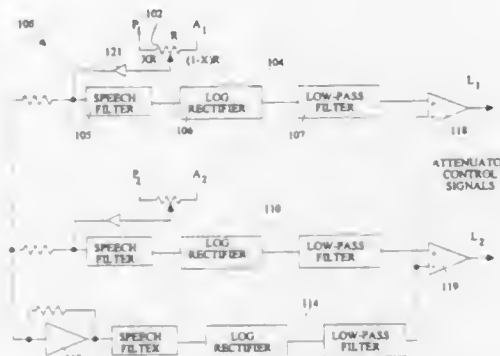 108
102
P₁ R A₁
121 XR (1-X)R
104
L₁
SPEECH FILTER
LOG RECTIFIER
LOW-PASS FILTER
105
106
107
118
ATTENUATO
CONTROL
SIGNALS
P₂ A₂
110
L₂
SPEECH FILTER
LOG RECTIFIER
LOW-PASS FILTER
119
114
SPEECH FILTER
LOG RECTIFIER
LOW-PASS FILTER